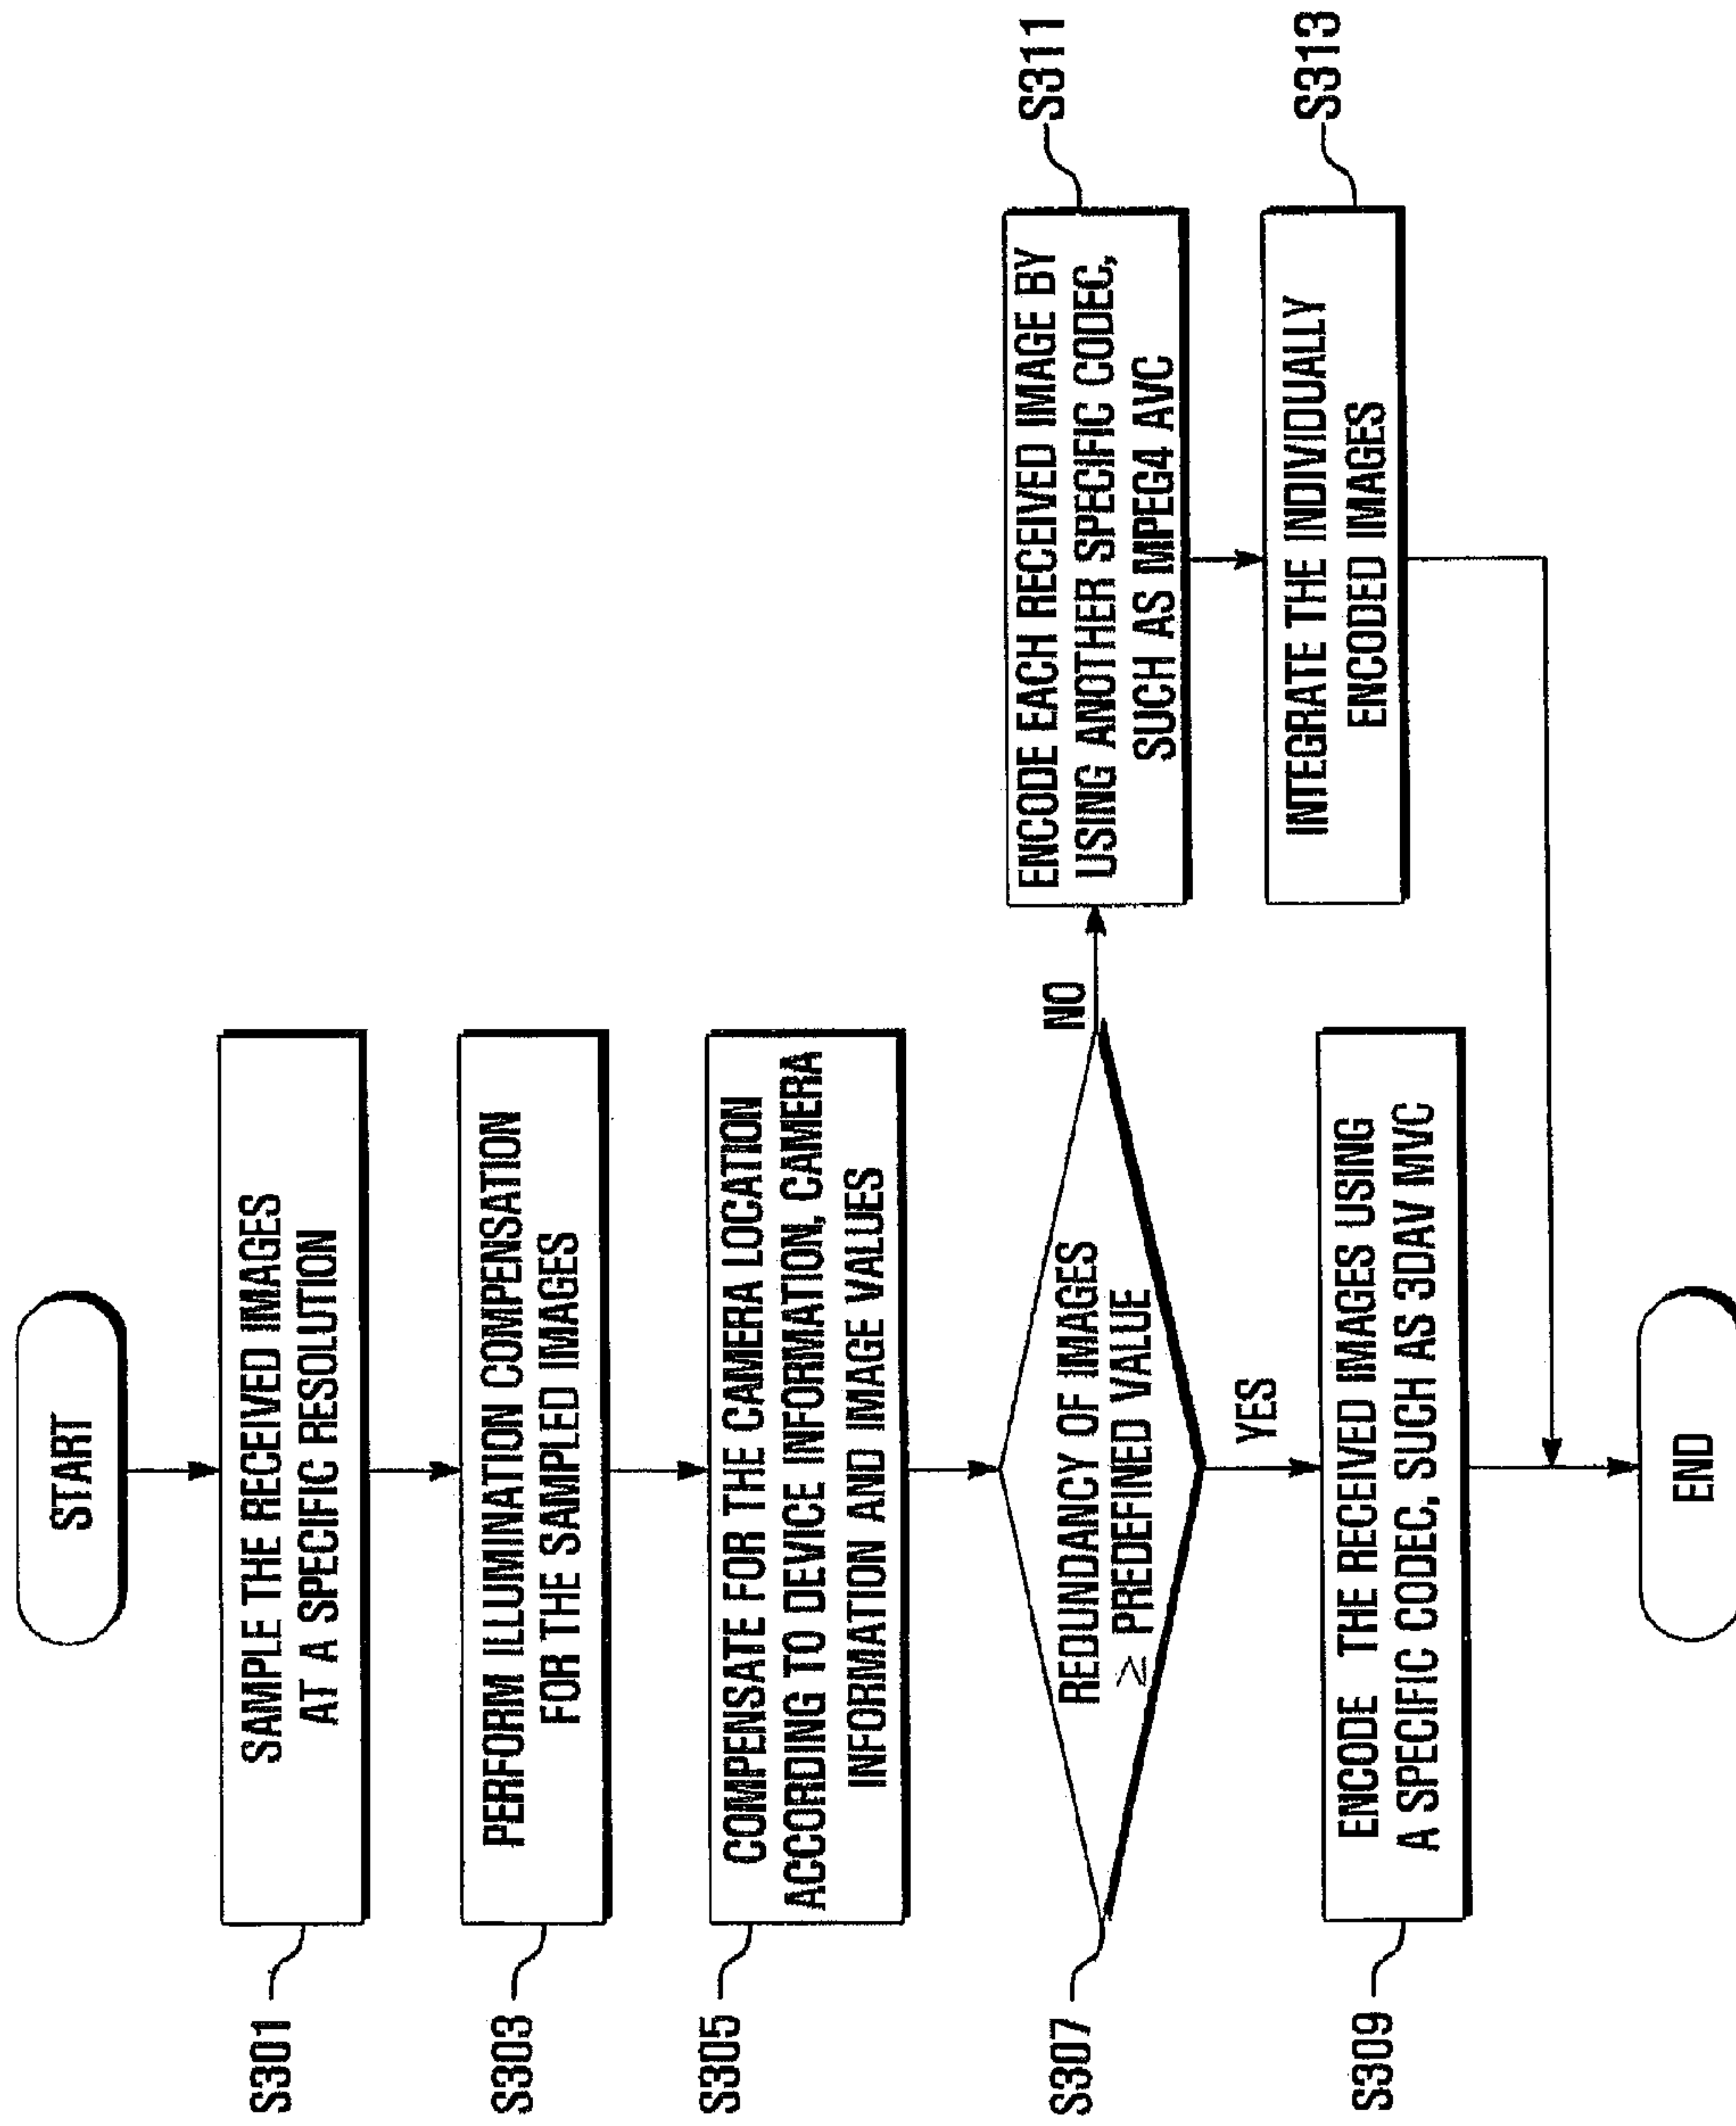 START
S301
SAMPLE THE RECEIVED IMAGES
AT A SPECIFIC RESOLUTION
S303
PERFORM ILLUMINATION COMPENSATION
FOR THE SAMPLED IMAGES
S305
COMPENSATE FOR THE CAMERA LOCATION
ACCORDING TO DEVICE INFORMATION, CAMERA
INFORMATION AND IMAGE VALUES
S307
REDUNDANCY OF IMAGES
≥ PREDEFINED VALUE
NO
YES
S311
ENCODE EACH RECEIVED IMAGE BY
USING ANOTHER SPECIFIC CODEC,
SUCH AS MPEG4 AVC
S309
ENCODE THE RECEIVED IMAGES USING
A SPECIFIC CODEC, SUCH AS 3DAV MVC
S313
INTEGRATE THE INDIVIDUALLY
ENCODED IMAGES
END